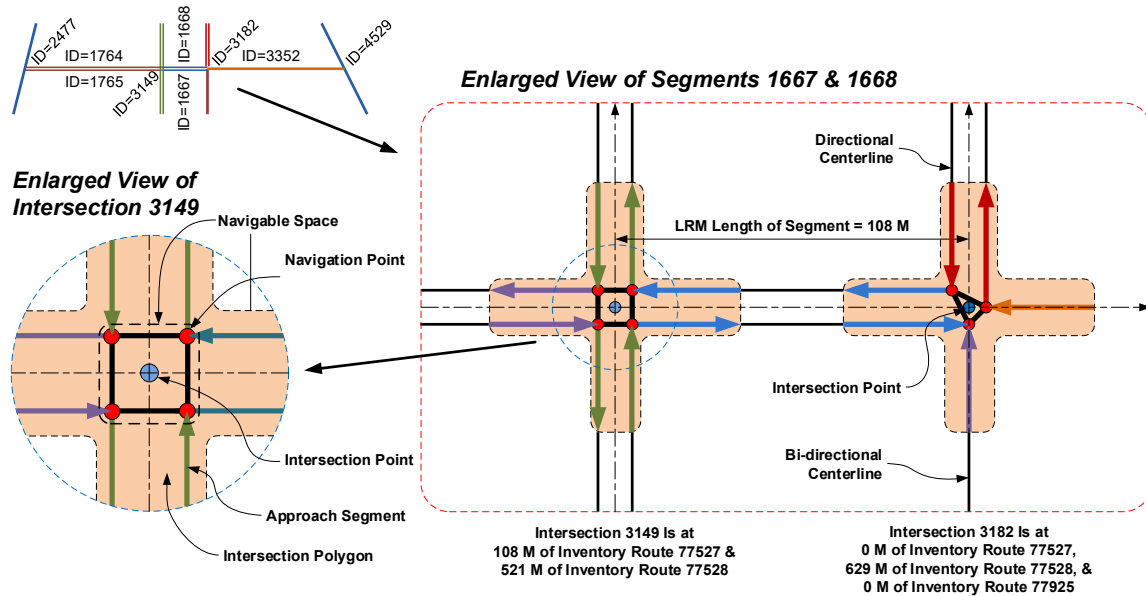 ID=2477
ID=1764
ID=1765
ID=3149
ID=1668
ID=1667
ID=3182
ID=3352
ID=4529
Enlarged View of Segments 1667 & 1668
Directional
Centerline
LRM Length of Segment = 108 M
Intersection Point
Bi-directional
Centerline
Enlarged View of
Intersection 3149
Navigable Space
Navigation Point
Intersection Point
Approach Segment
Intersection Polygon
Intersection 3149 Is at
108 M of Inventory Route 77527 &
521 M of Inventory Route 77528
Intersection 3182 Is at
0 M of Inventory Route 77527,
629 M of Inventory Route 77528, &
0 M of Inventory Route 77925